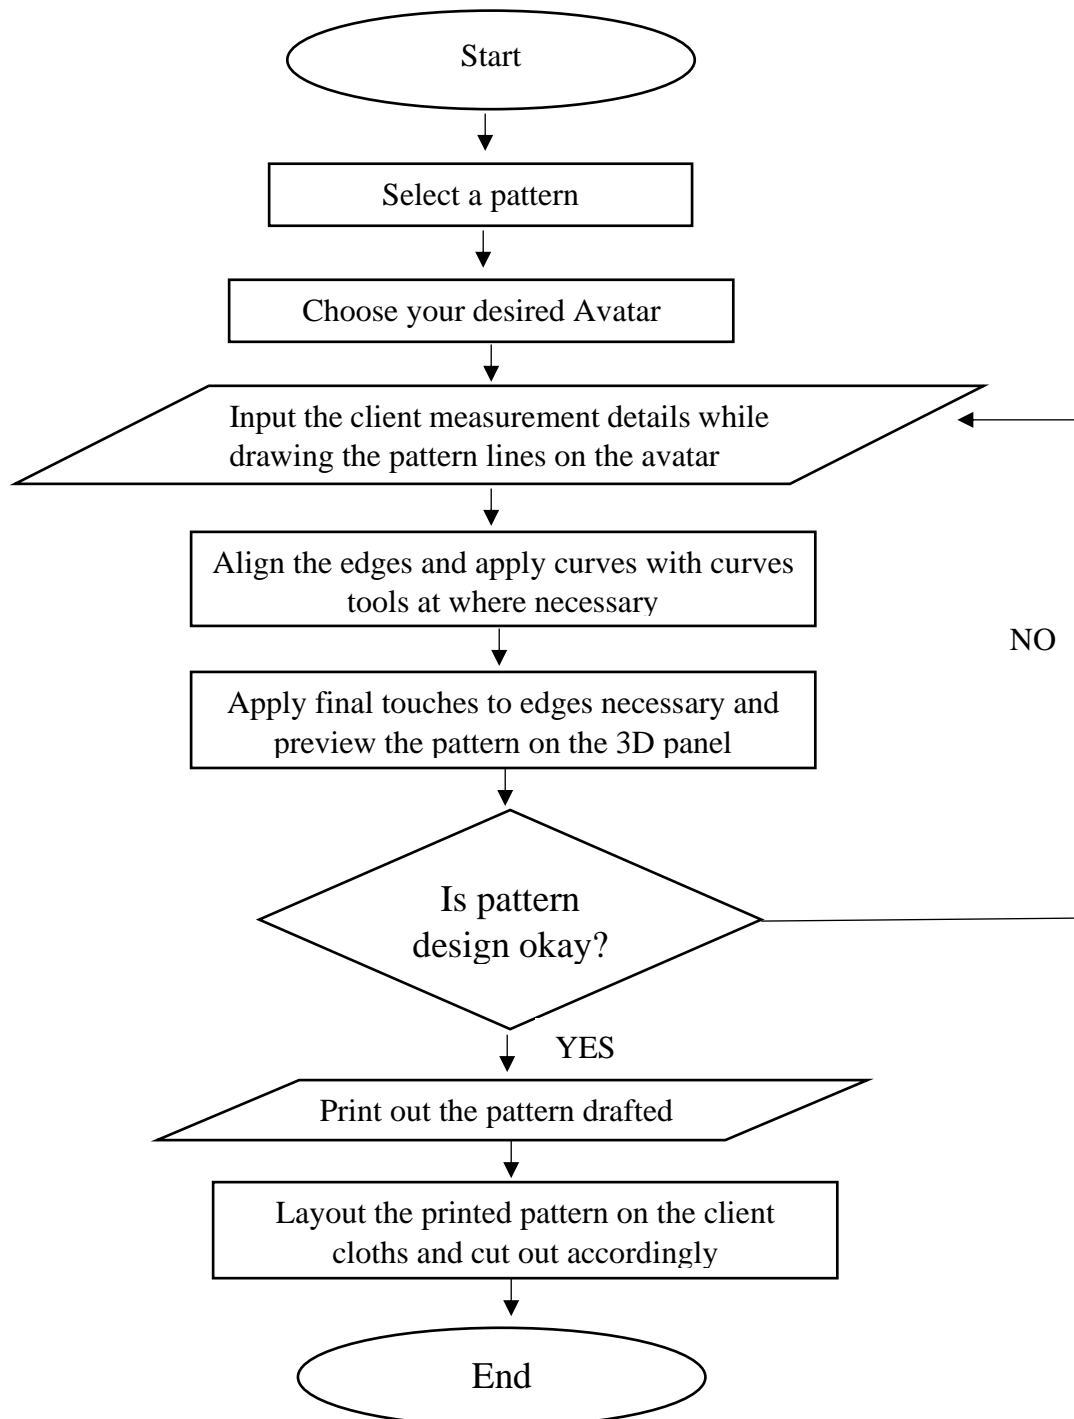 Start
Select a pattern
Choose your desired Avatar
Input the client measurement details while
drawing the pattern lines on the avatar
Align the edges and apply curves with curves
tools at where necessary
NO
Apply final touches to edges necessary and
preview the pattern on the 3D panel
Is pattern
design okay?
YES
Print out the pattern drafted
Layout the printed pattern on the client
cloths and cut out accordingly
End